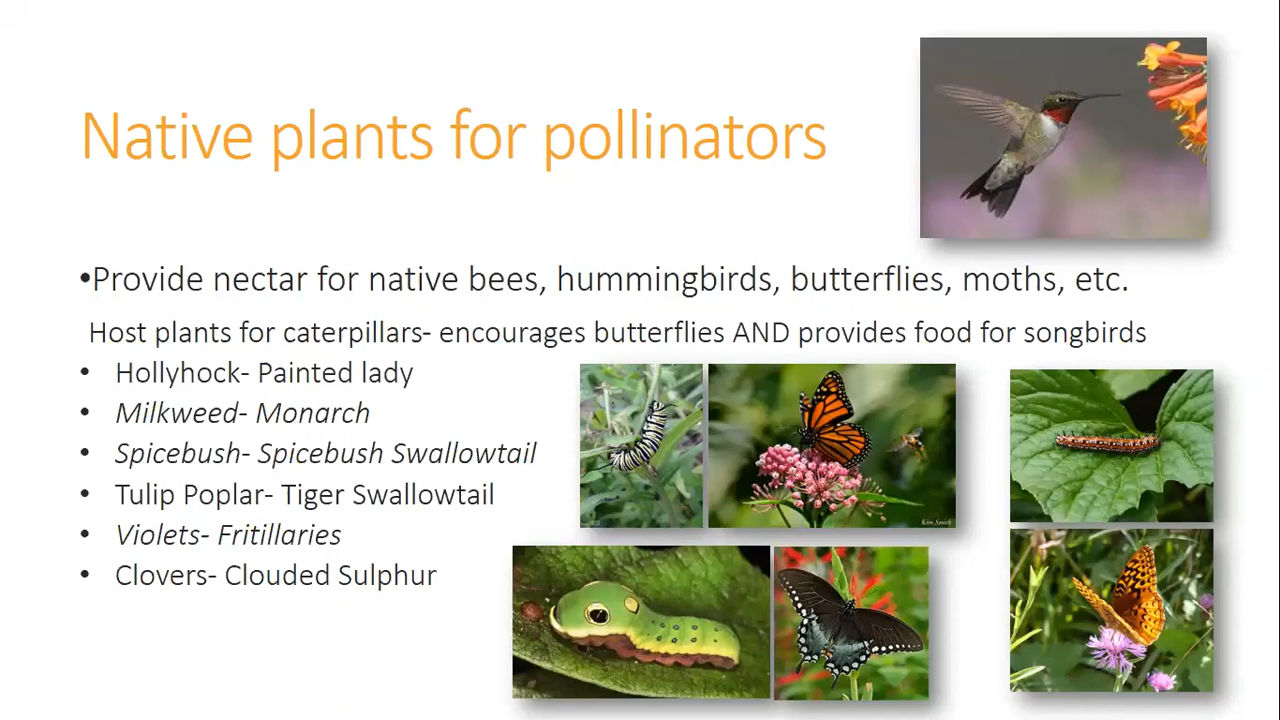 Native plants for pollinators
•Provide nectar for native bees, hummingbirds, butterflies, moths, etc.
Host plants for caterpillars- encourages butterflies AND provides food for songbirds
• Hollyhock- Painted lady
• Milkweed- Monarch
• Spicebush- Spicebush Swallowtail
• Tulip Poplar- Tiger Swallowtail
• Violets- Fritillaries
• Clovers- Clouded Sulphur
Kim Smith